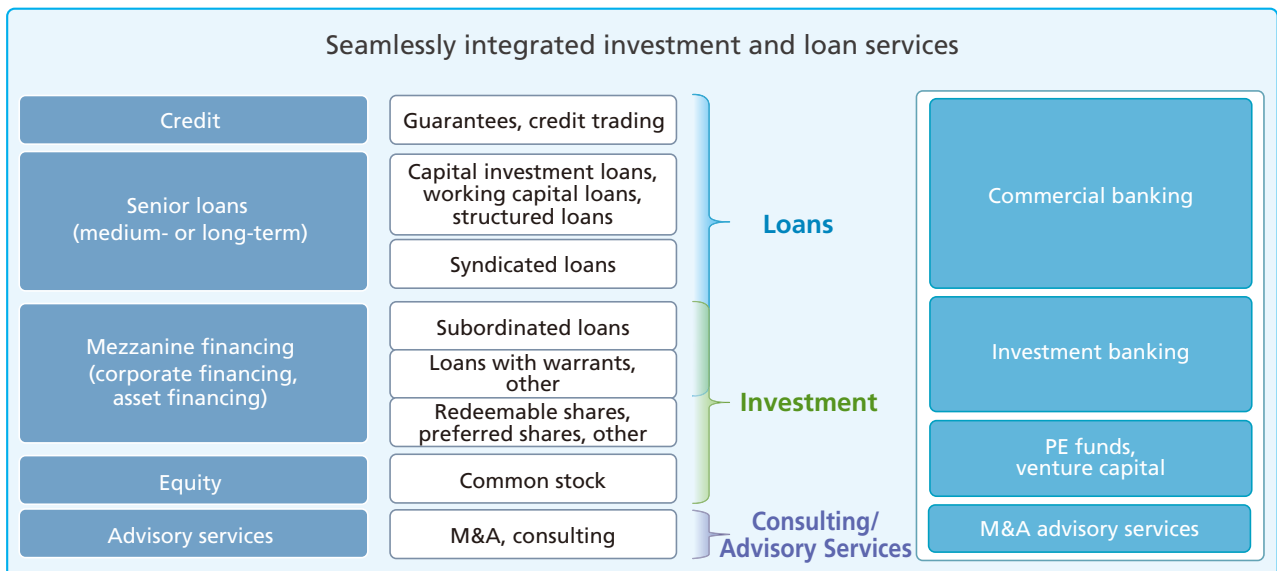 Seamlessly integrated investment and loan services
Credit
Guarantees, credit trading
Senior loans
(medium- or long-term)
Capital investment loans,
working capital loans,
structured loans
Syndicated loans
Loans
Mezzanine financing
(corporate financing,
asset financing)
Subordinated loans
Loans with warrants,
other
Redeemable shares,
preferred shares, other
Investment
Equity
Common stock
Advisory services
M&A, consulting
Consulting/
Advisory Services
Commercial banking
Investment banking
PE funds,
venture capital
M&A advisory services